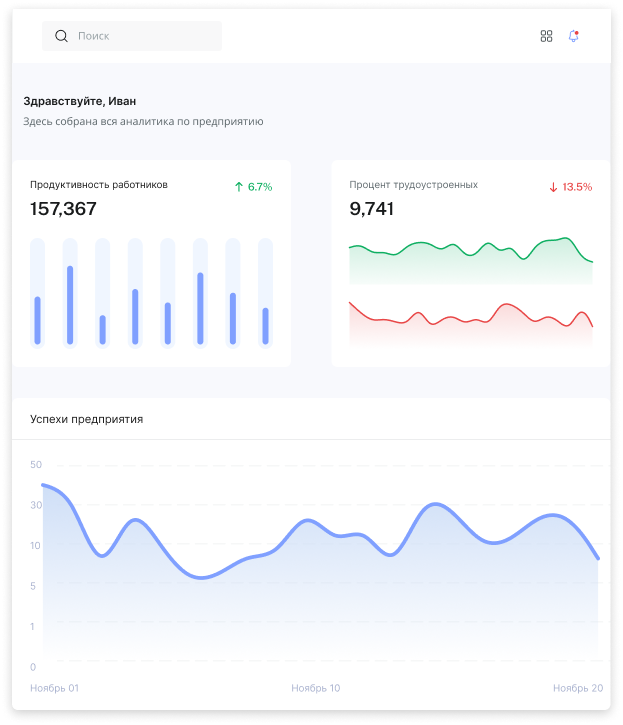 Поиск
Здравствуйте, Иван
Здесь собрана вся аналитика по предприятию
Продуктивность работников
6.7%
157,367
Процент трудоустроенных
13.5%
9,741
Успехи предприятия
50
30
10
5
1
0
Ноябрь 01
Ноябрь 10
Ноябрь 20